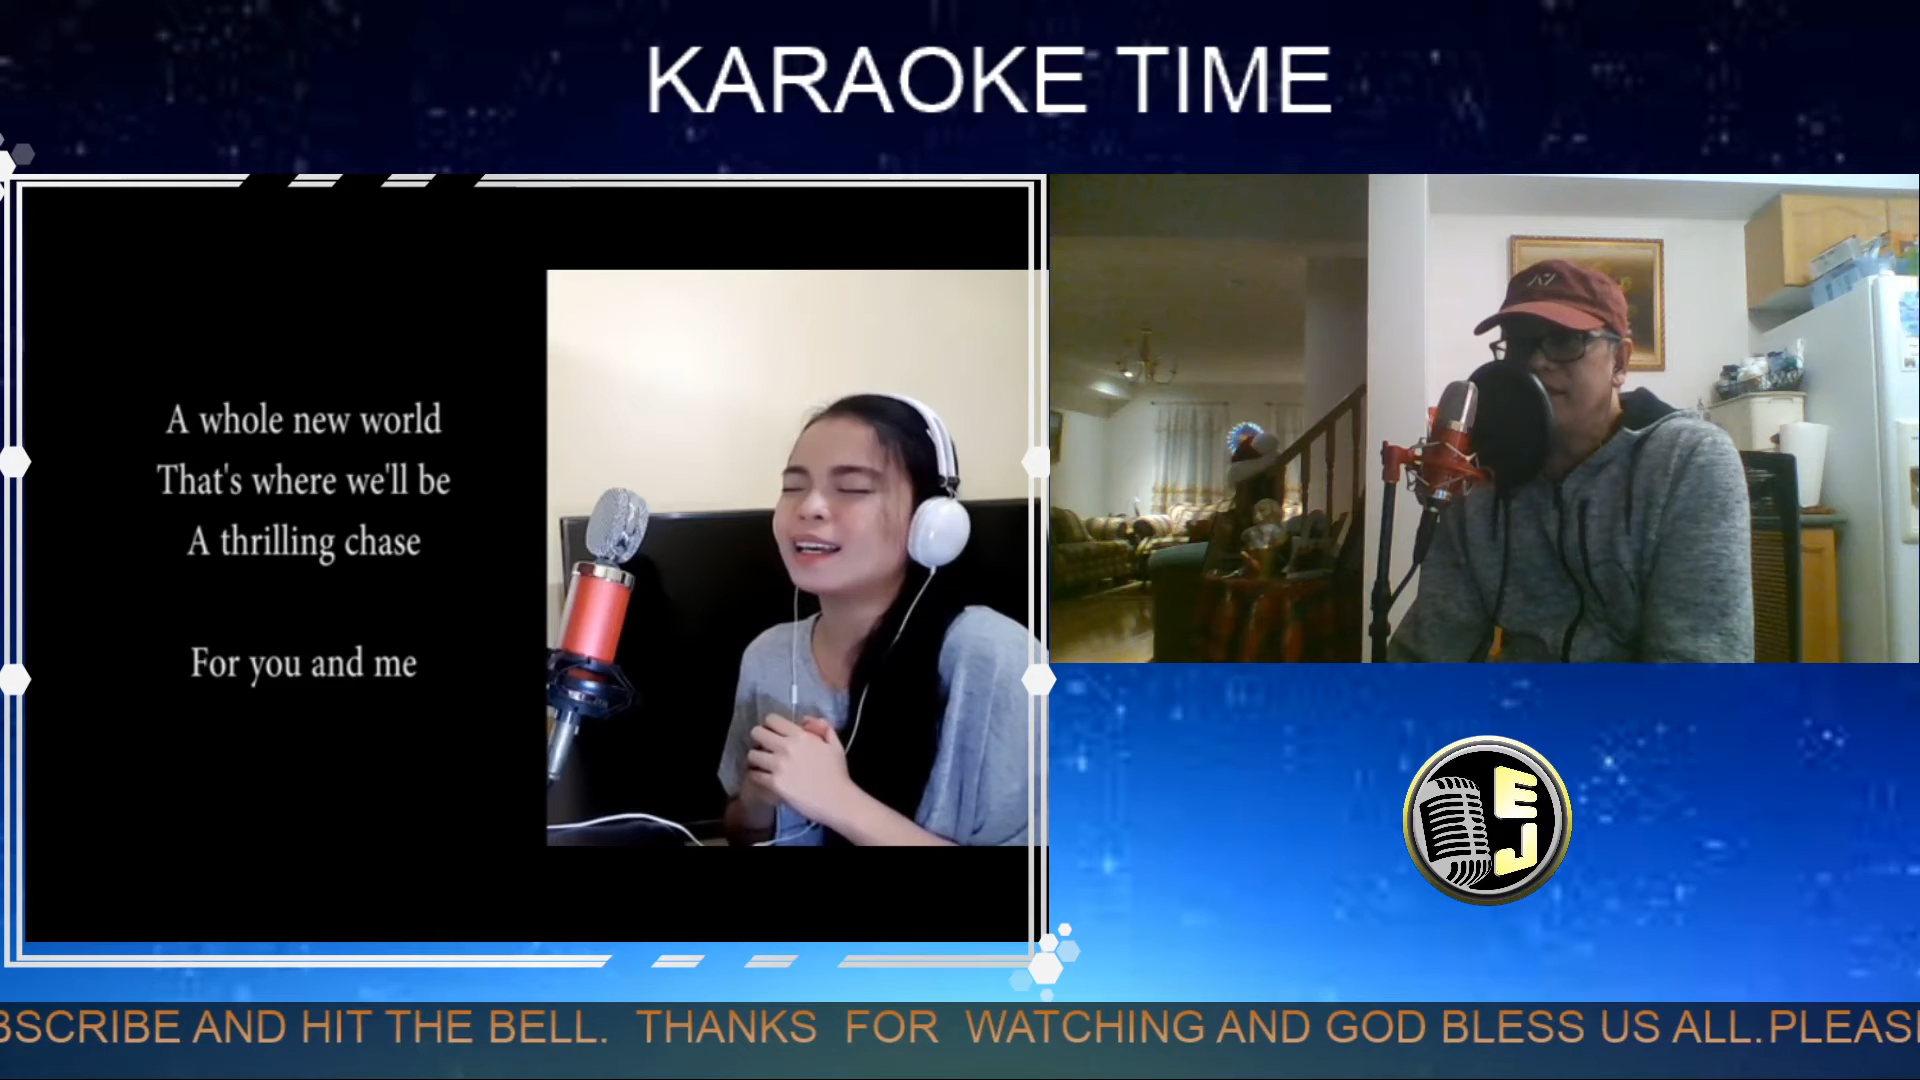 KARAOKE TIME
A whole new world
That's where we'll be
A thrilling chase
For you and me
EJ
BSCRIBE AND HIT THE BELL. THANKS FOR WATCHING AND GOD BLESS US ALL. PLEAS